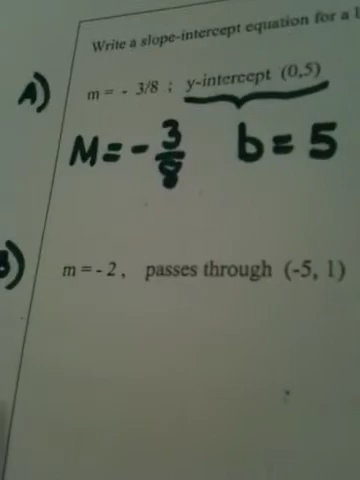 Write a slope-intercept equation for a
A) m = - 3/8 ; y-intercept (0,5)
M = - 3/8 b = 5
B) m = - 2 , passes through (-5, 1)